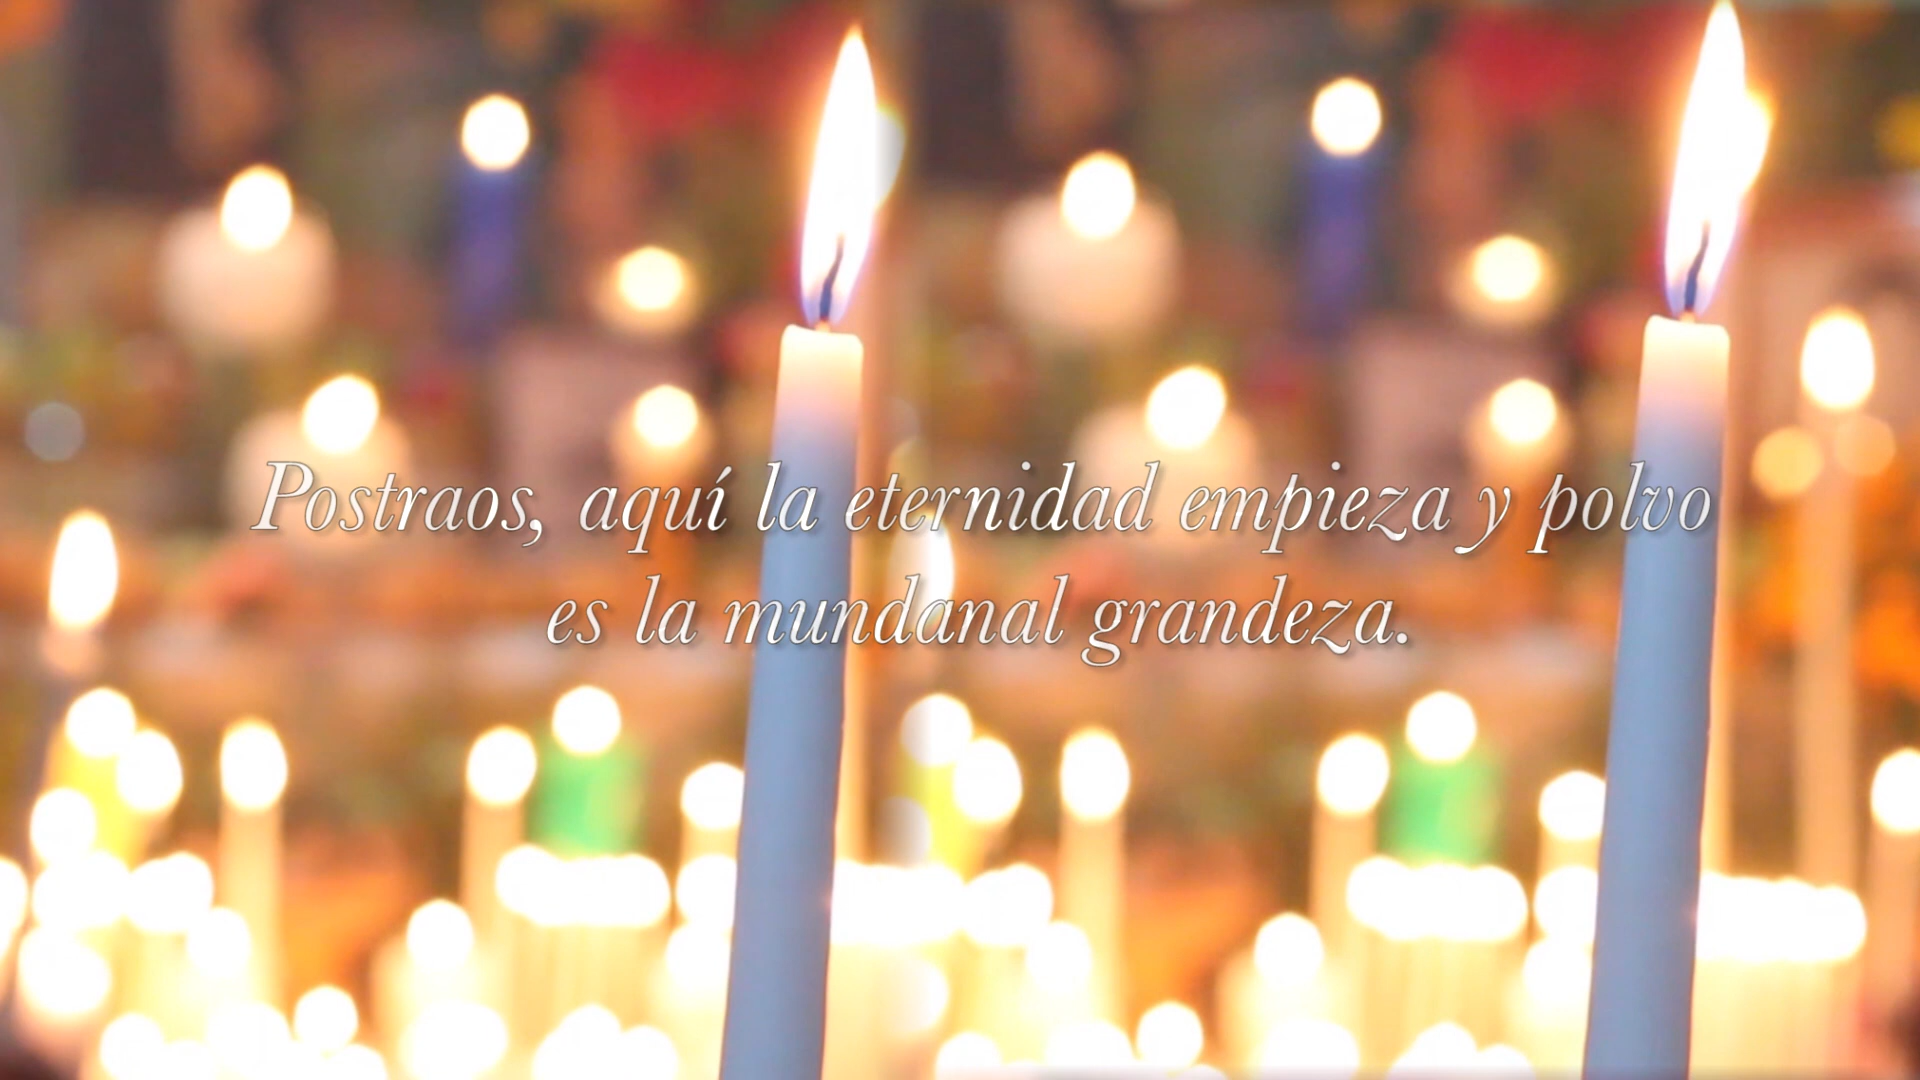 Postraos, aquí la eternidad empieza y polvo
es la mundanal grandeza.